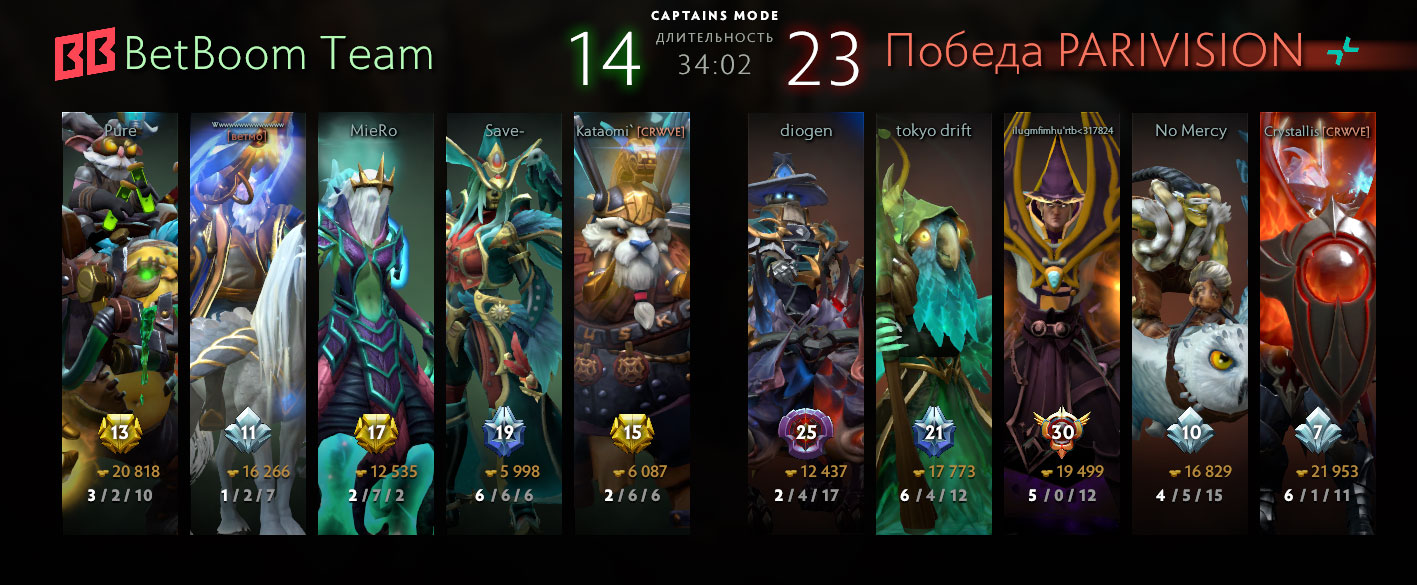 CAPTAINS MODE
BetBoom Team
14
ДЛИТЕЛЬНОСТЬ
34:02
23
Победа PARIVISION
Pure
[BETMO]
MieRo
Save-
Kataomi` [CRWVE]
diogen
tokyo drift
No Mercy
Crystallis [CRWVE]
13
11
17
19
15
25
21
30
10
7
20 818
16 266
12 535
5 998
6 087
12 437
17 773
19 499
16 829
21 953
3 / 2 / 10
1 / 2 / 7
2 / 7 / 2
6 / 6 / 6
2 / 6 / 6
2 / 4 / 17
6 / 4 / 12
5 / 0 / 12
4 / 5 / 15
6 / 1 / 11